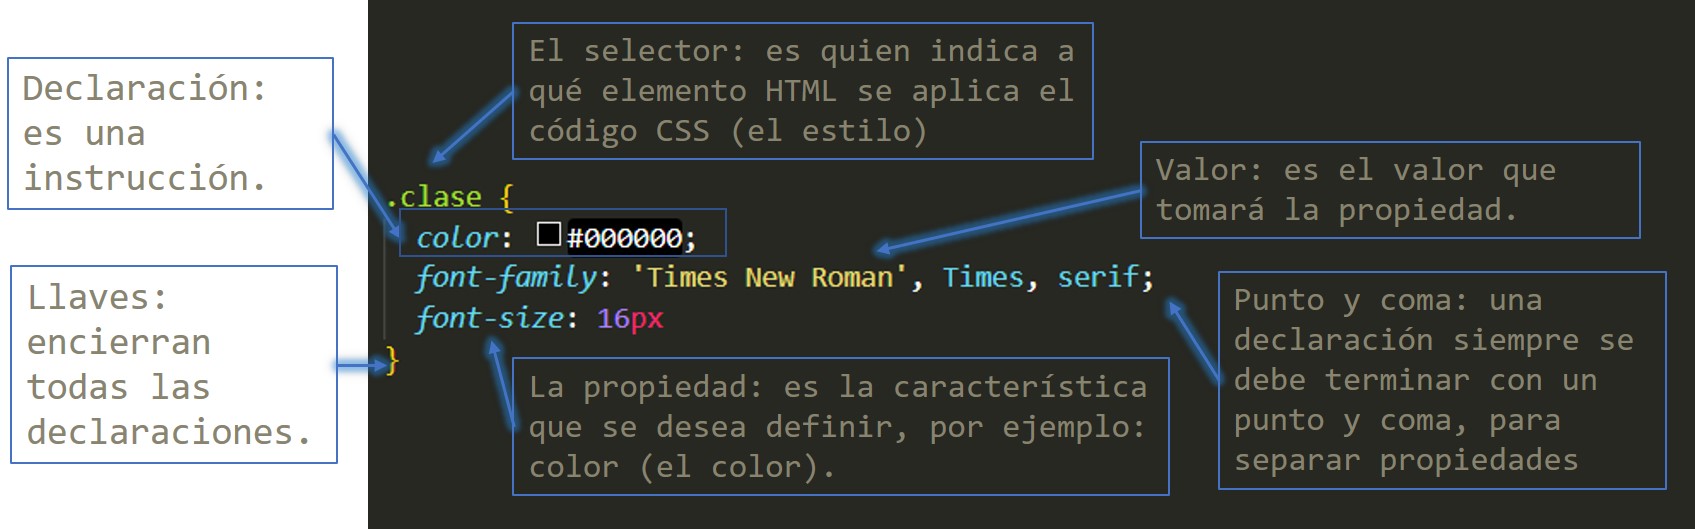 Declaración:
es una
instrucción.
Llaves:
encierran
todas las
declaraciones.
El selector: es quien indica a
qué elemento HTML se aplica el
código CSS (el estilo)
.clase {
color: #000000;
font-family: 'Times New Roman', Times, serif;
font-size: 16px
}
Valor: es el valor que
tomará la propiedad.
La propiedad: es la característica
que se desea definir, por ejemplo:
color (el color).
Punto y coma: una
declaración siempre se
debe terminar con un
punto y coma, para
separar propiedades